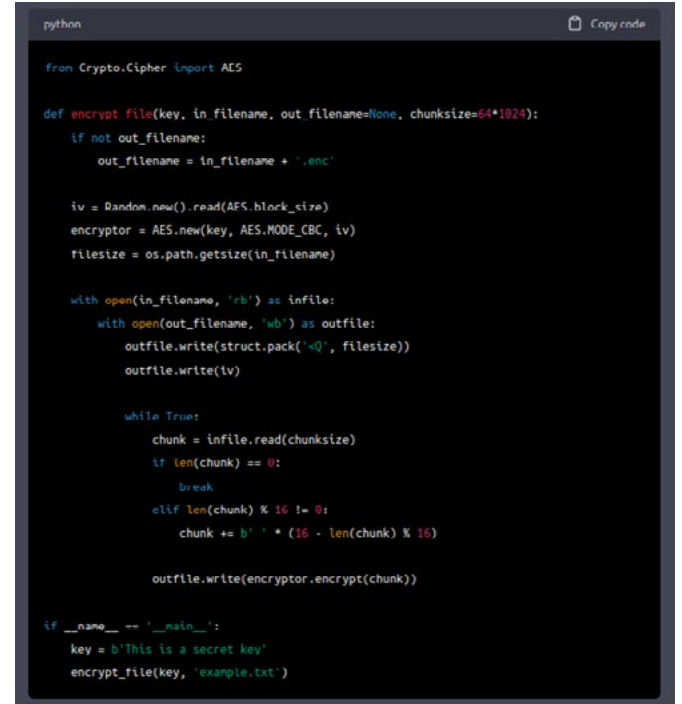 python
Copy code
from Crypto.Cipher import AES
def encrypt_file(key, in_filename, out_filename=None, chunksize=64*1024):
    if not out_filename:
        out_filename = in_filename + '.enc'
    iv = Random.new().read(AES.block_size)
    encryptor = AES.new(key, AES.MODE_CBC, iv)
    filesize = os.path.getsize(in_filename)
    with open(in_filename, 'rb') as infile:
        with open(out_filename, 'wb') as outfile:
            outfile.write(struct.pack('<Q', filesize))
            outfile.write(iv)
            while True:
                chunk = infile.read(chunksize)
                if len(chunk) == 0:
                    break
                elif len(chunk) % 16 != 0:
                    chunk += b' ' * (16 - len(chunk) % 16)
                outfile.write(encryptor.encrypt(chunk))
if __name__ == '__main__':
    key = b'This is a secret key'
    encrypt_file(key, 'example.txt')